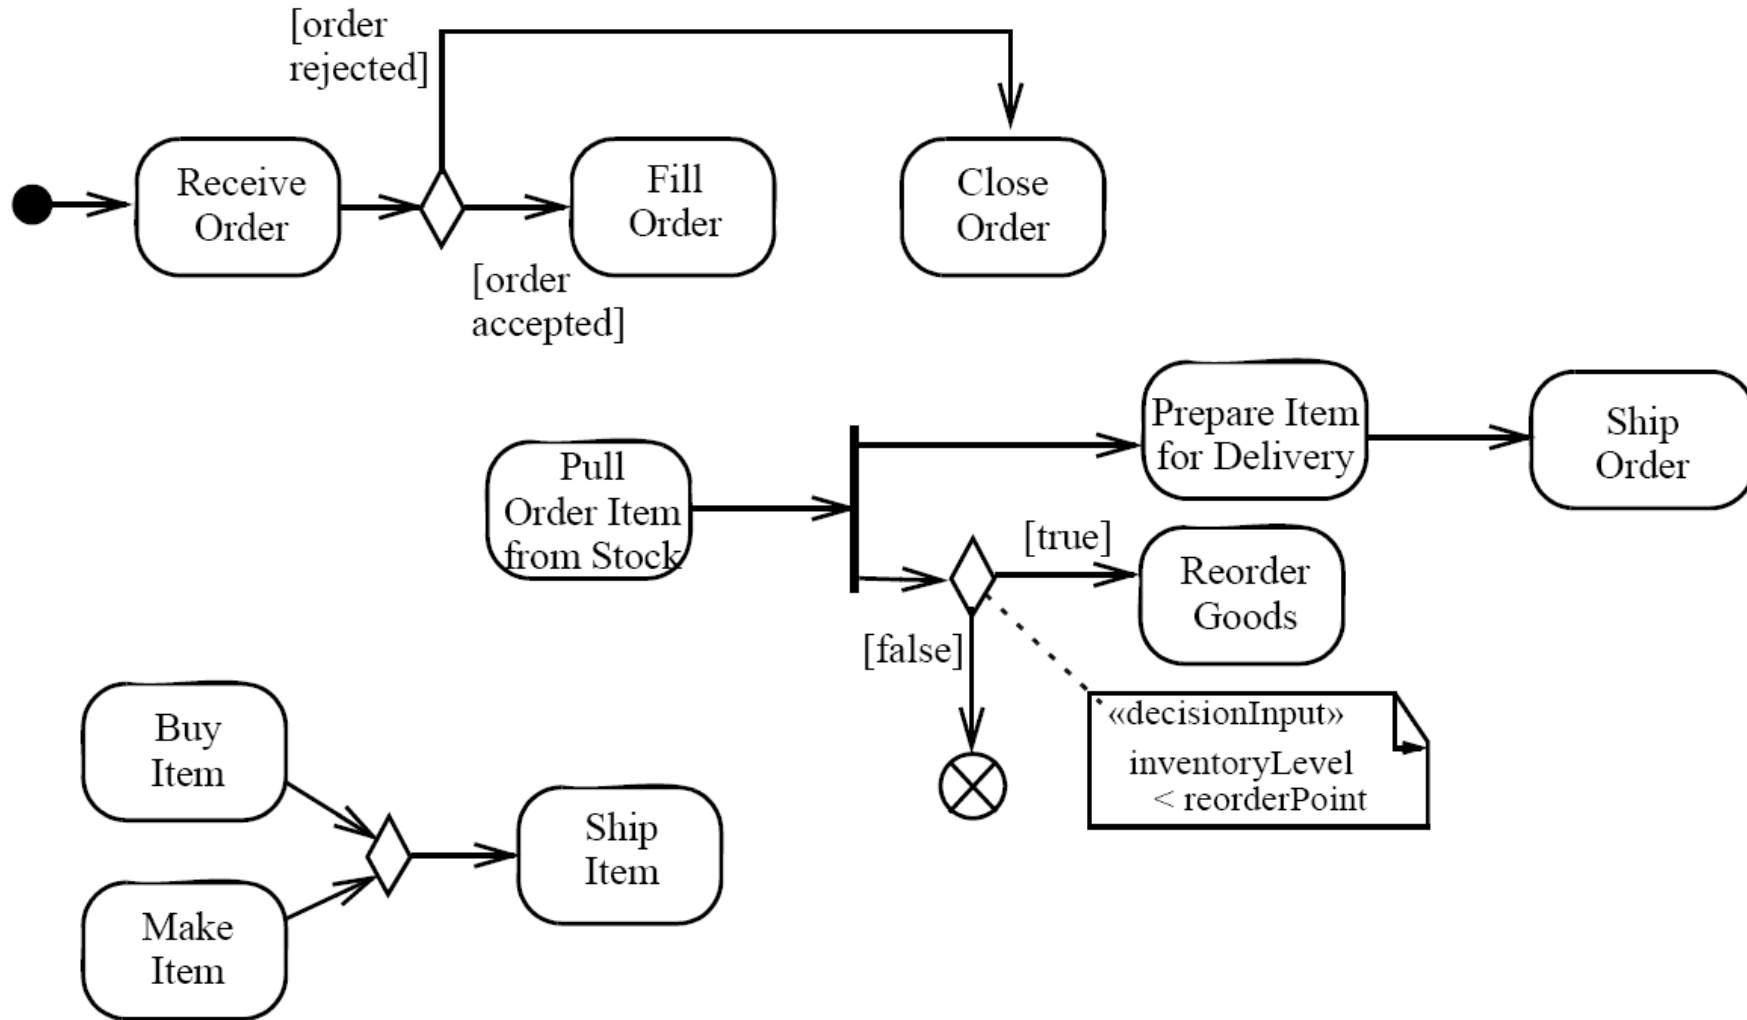 [order
rejected]
Receive
Order
Fill
Order
Close
Order
[order
accepted]
Pull
Order Item
from Stock
Prepare Item
for Delivery
Ship
Order
[true]
Reorder
Goods
[false]
«decisionInput»
inventoryLevel
< reorderPoint
Buy
Item
Make
Item
Ship
Item